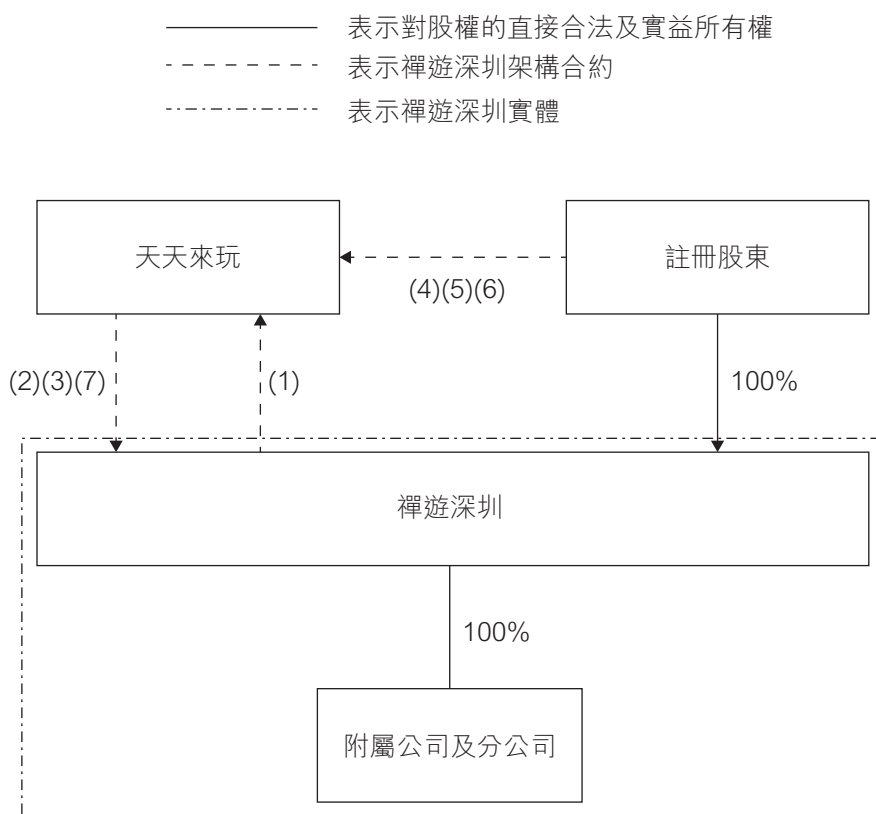 表示對股權的直接合法及實益所有權
表示禪遊深圳架構合約
表示禪遊深圳實體
天天來玩
註冊股東
(4)(5)(6)
(2)(3)(7)
(1)
100%
禪遊深圳
100%
附屬公司及分公司